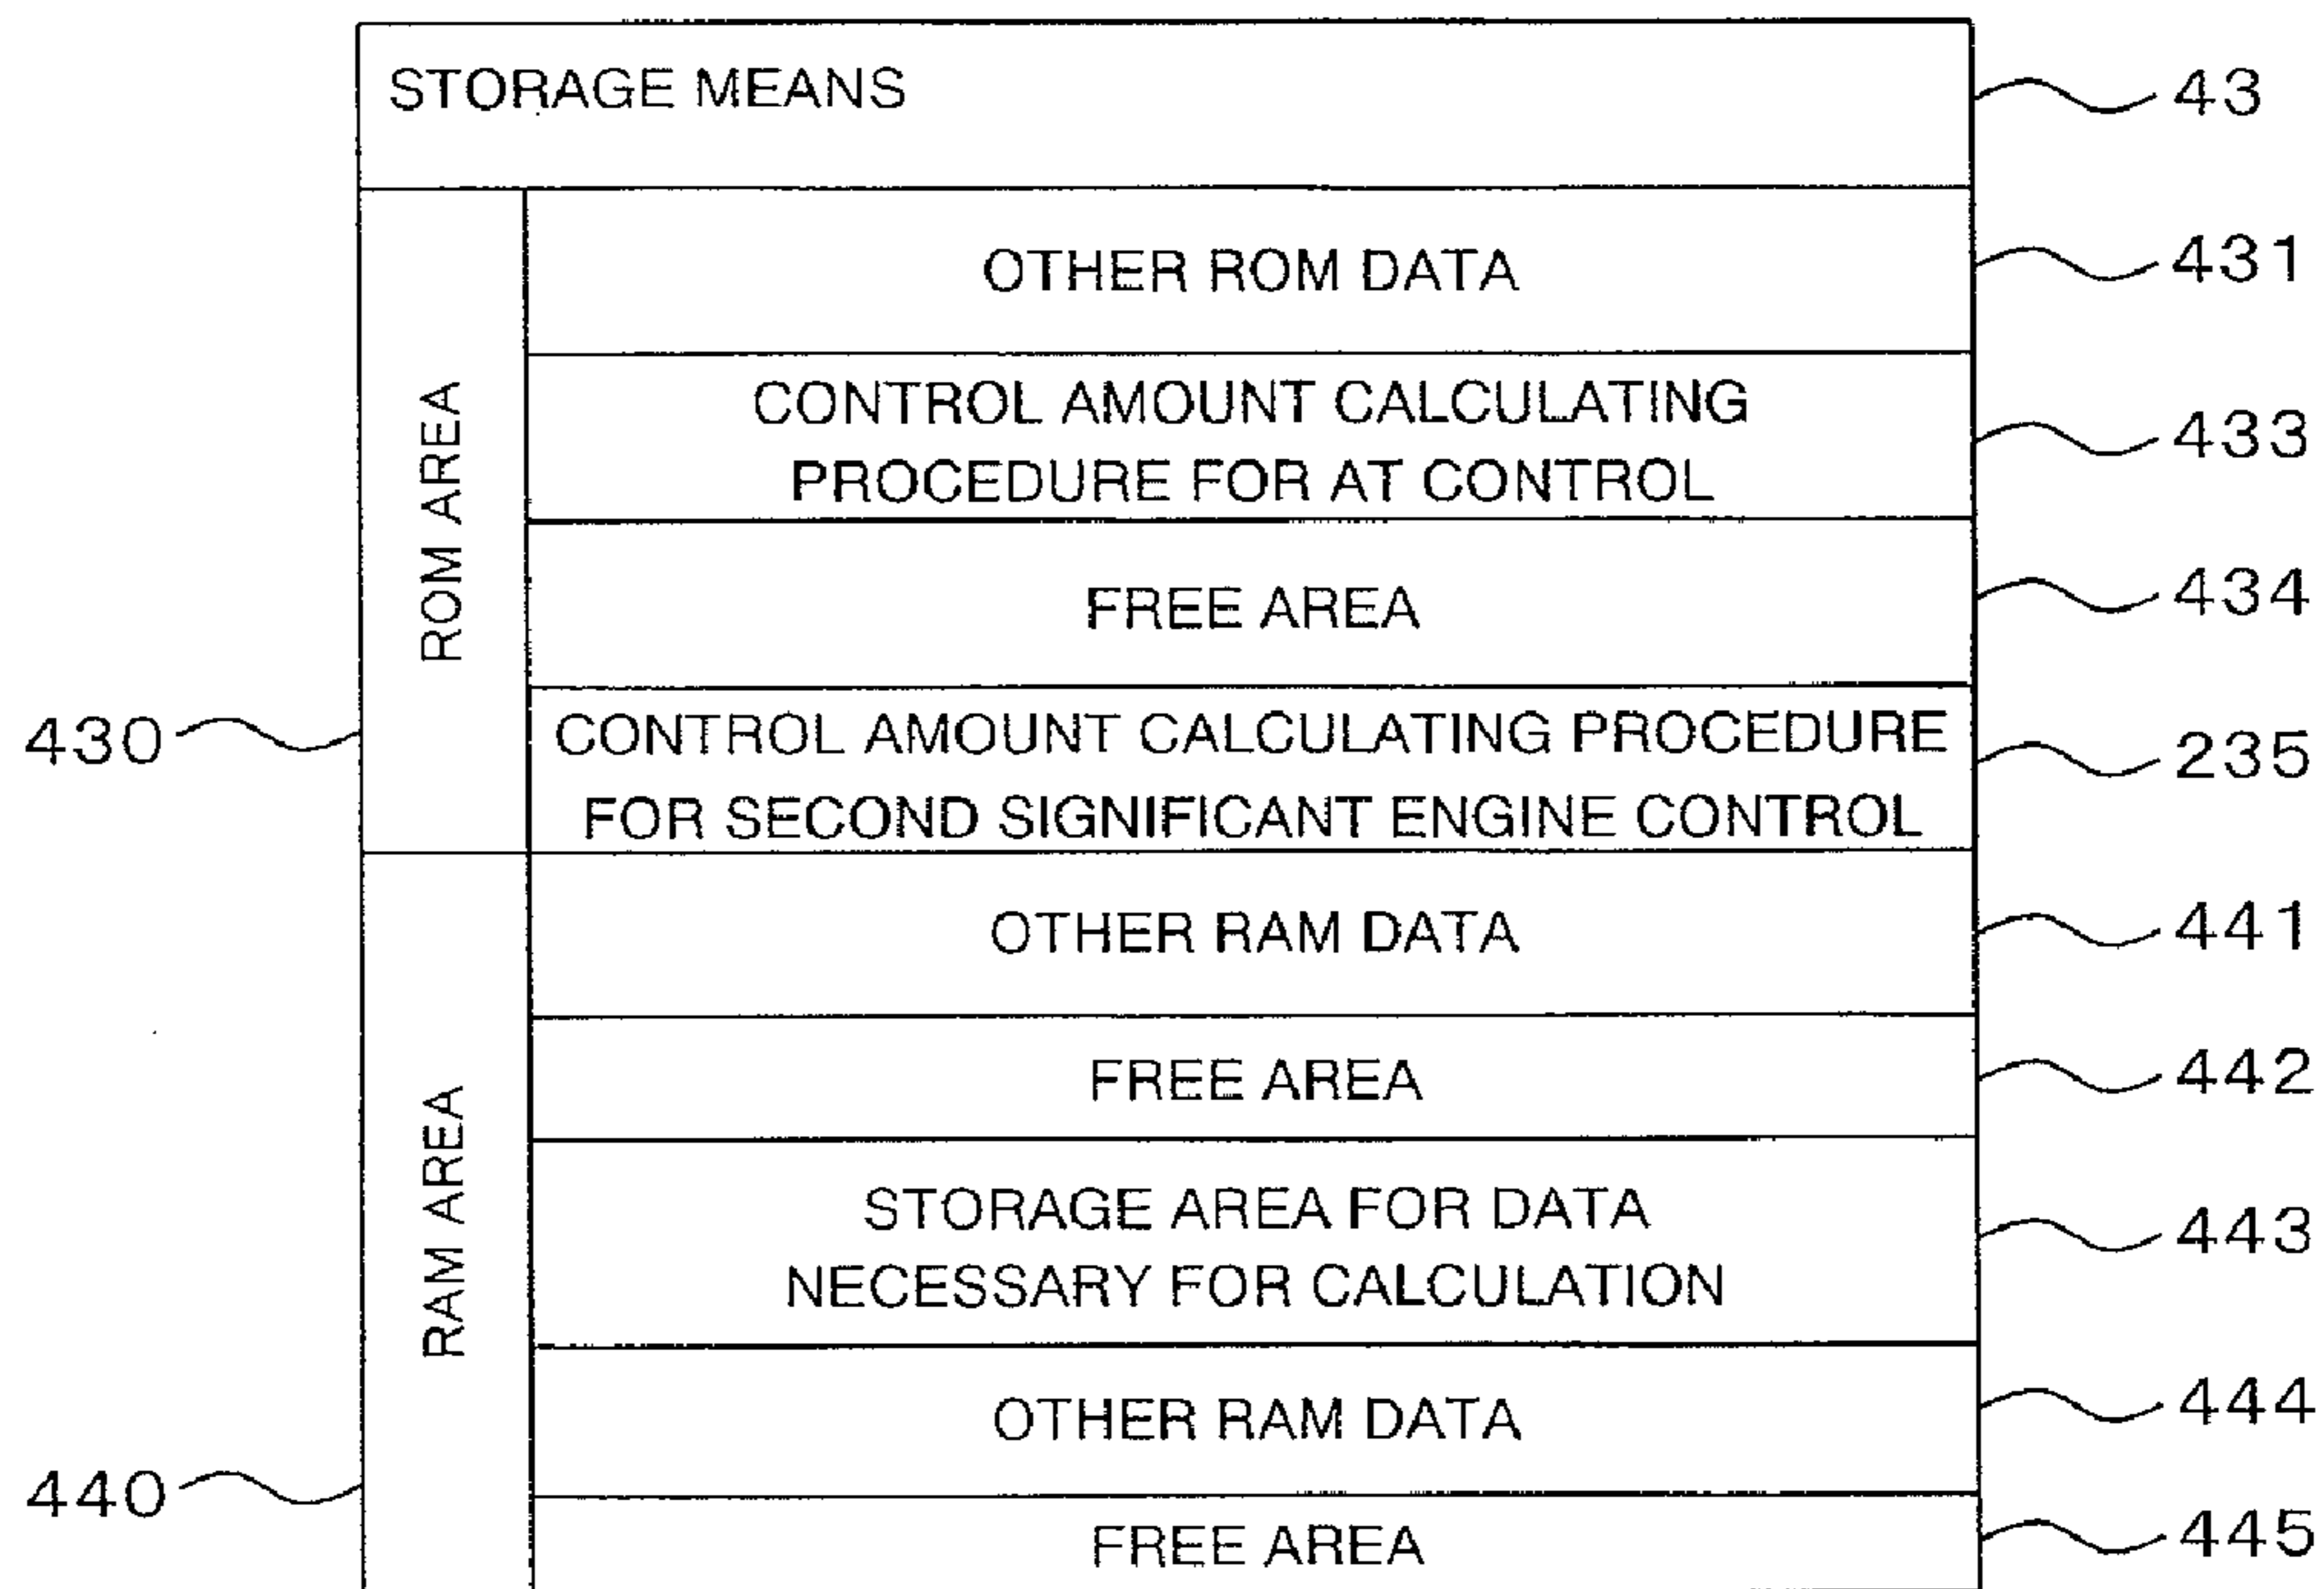 STORAGE MEANS
43
ROM AREA
430
OTHER ROM DATA
431
CONTROL AMOUNT CALCULATING
PROCEDURE FOR AT CONTROL
433
FREE AREA
434
CONTROL AMOUNT CALCULATING PROCEDURE
FOR SECOND SIGNIFICANT ENGINE CONTROL
235
RAM AREA
440
OTHER RAM DATA
441
FREE AREA
442
STORAGE AREA FOR DATA
NECESSARY FOR CALCULATION
443
OTHER RAM DATA
444
FREE AREA
445